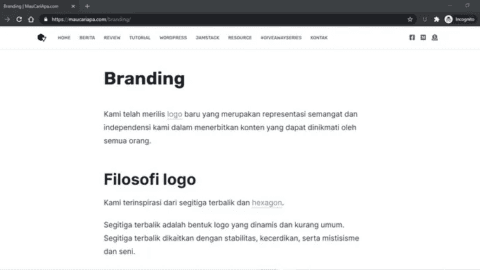 Branding | MauCariApa.com
https://maucariapa.com/branding/
Incognito
HOME BERITA REVIEW TUTORIAL WORDPRESS JAMSTACK RESOURCE #GIVEAWAYSERIES KONTAK
Branding
Kami telah merilis logo baru yang merupakan representasi semangat dan
independensi kami dalam menerbitkan konten yang dapat dinikmati oleh
semua orang.
Filosofi logo
Kami terinspirasi dari segitiga terbalik dan hexagon.
Segitiga terbalik adalah bentuk logo yang dinamis dan kurang umum.
Segitiga terbalik dikaitkan dengan stabilitas, kecerdikan, serta mistisisme
dan seni.